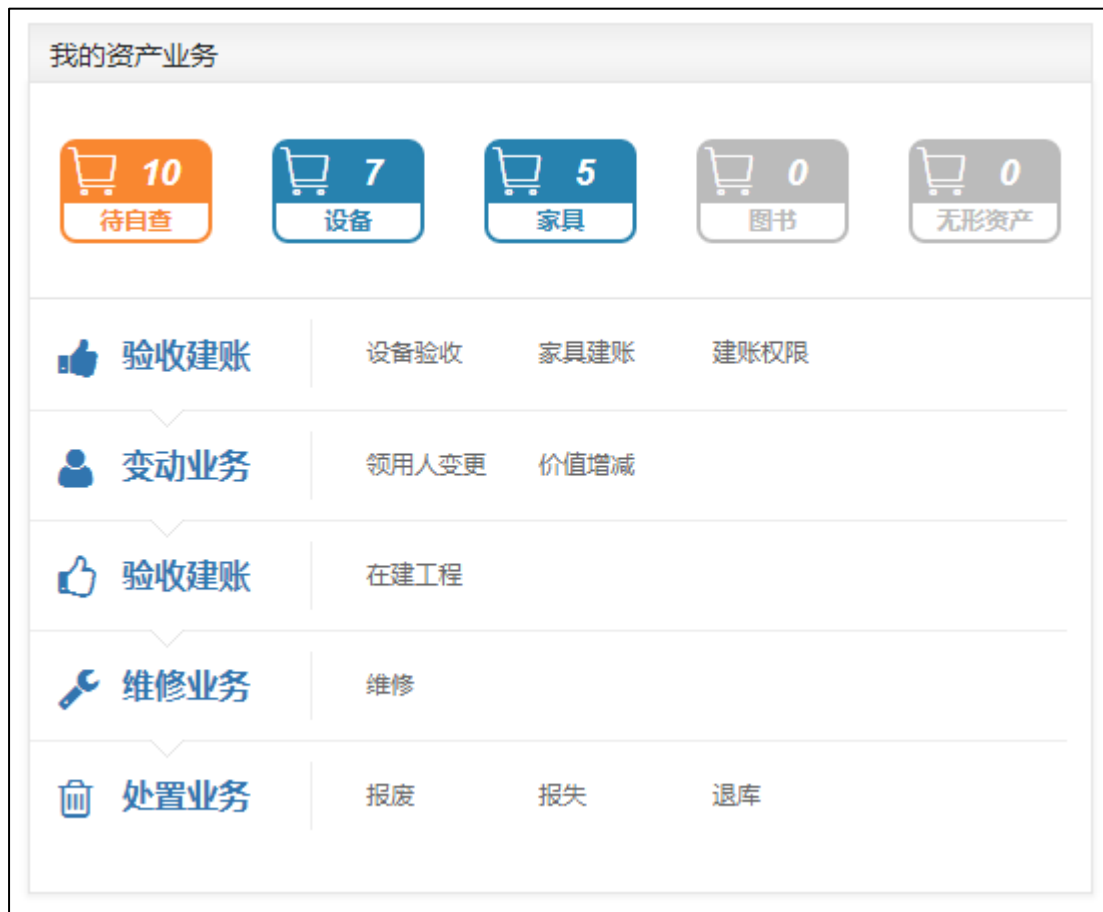 我的资产业务
10 7 5 0 0
待自查 设备 家具 图书 无形资产
验收建账 设备验收 家具建账 建账权限
变动业务 领用人变更 价值增减
验收建账 在建工程
维修业务 维修
处置业务 报废 报失 退库